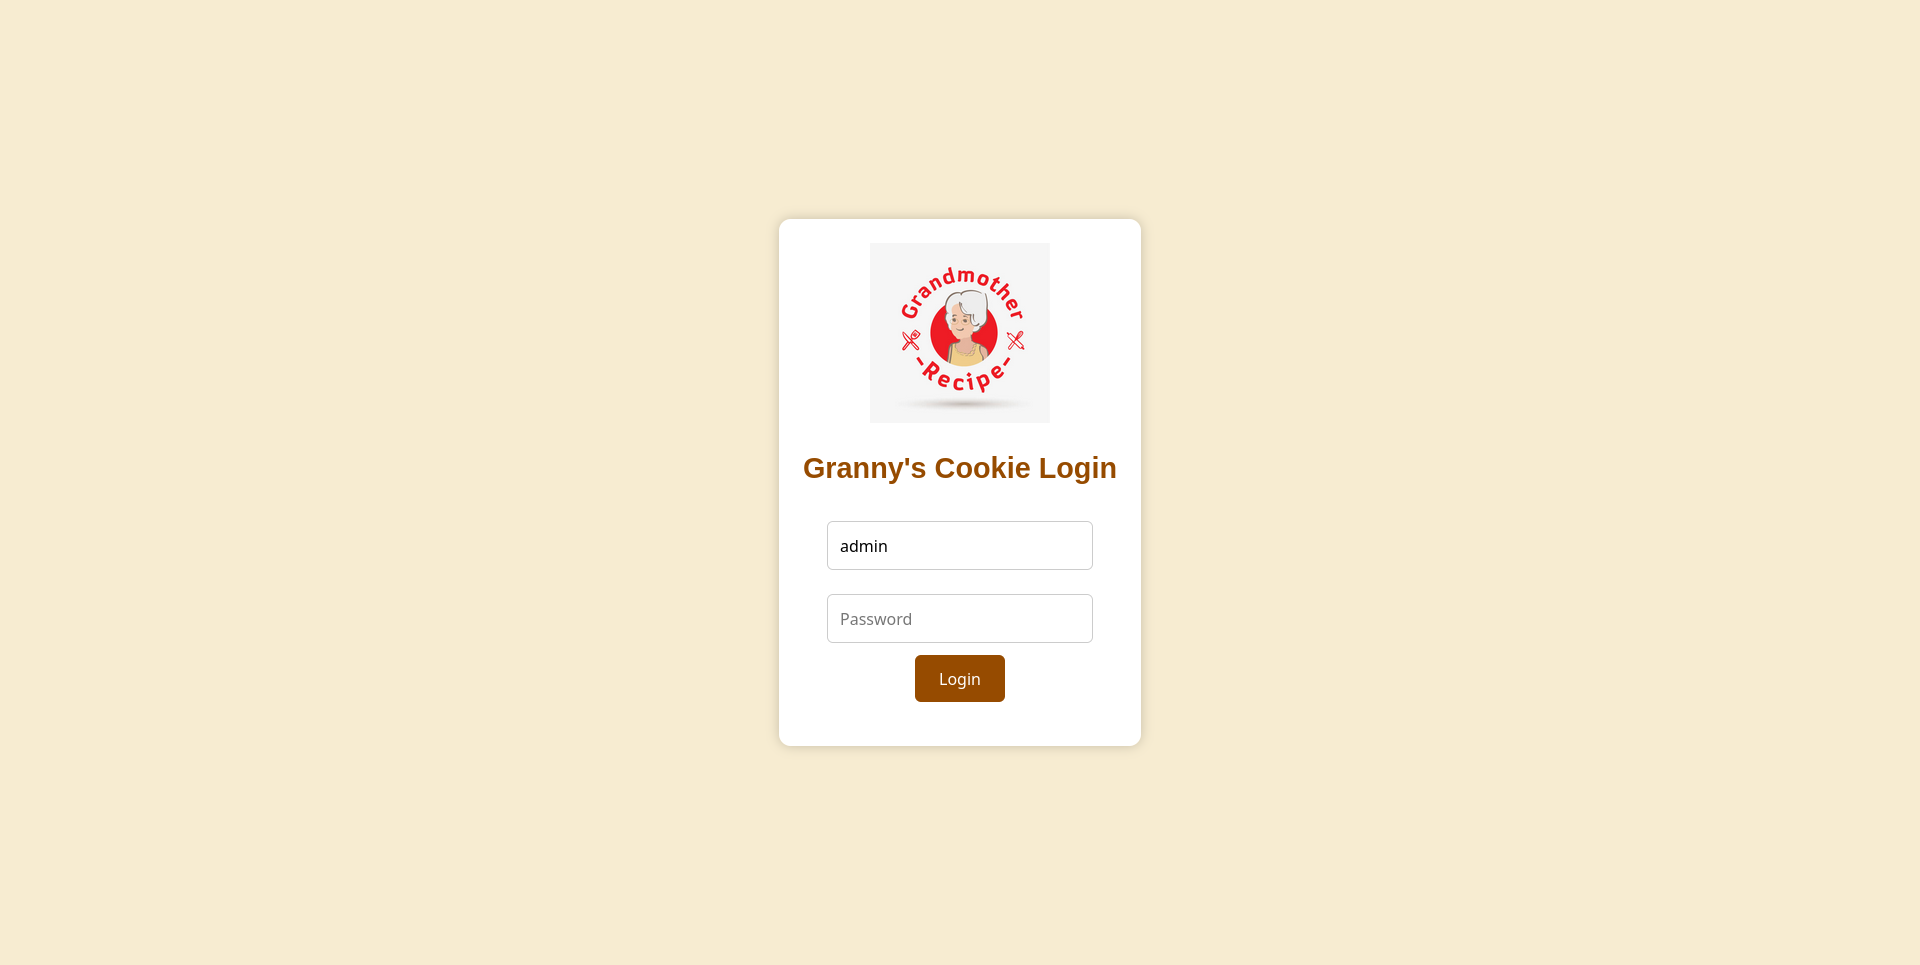 Grandmother
-Recipe-
Granny's Cookie Login
admin
Password
Login